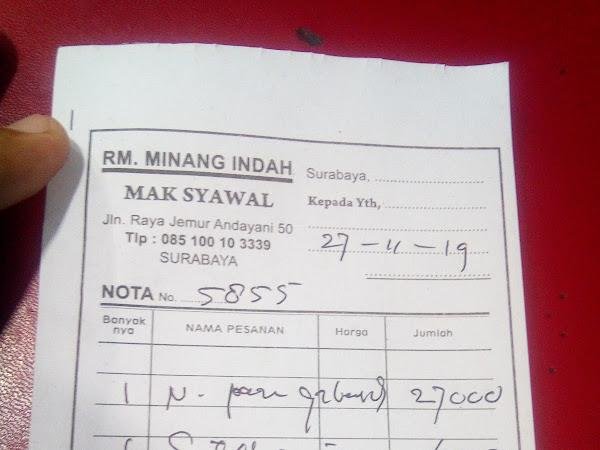 RM. MINANG INDAH
MAK SYAWAL
Jln. Raya Jemur Andayani 50
Tlp : 085 100 10 3339
SURABAYA
Surabaya, ......................
Kepada Yth, ......................
27-11-19
NOTA No. ...... 5855
Banyak nya NAMA PESANAN Harga Jumlah
1 N. 27000